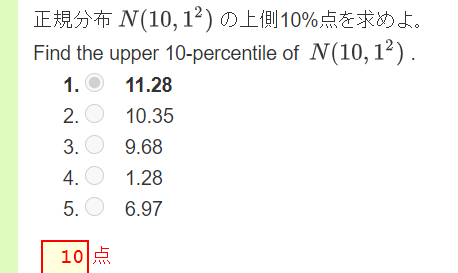 正規分布 N(10, 1²) の上側10%点を求めよ。
Find the upper 10-percentile of N(10, 1²) .
1. 11.28
2. 10.35
3. 9.68
4. 1.28
5. 6.97
10 点